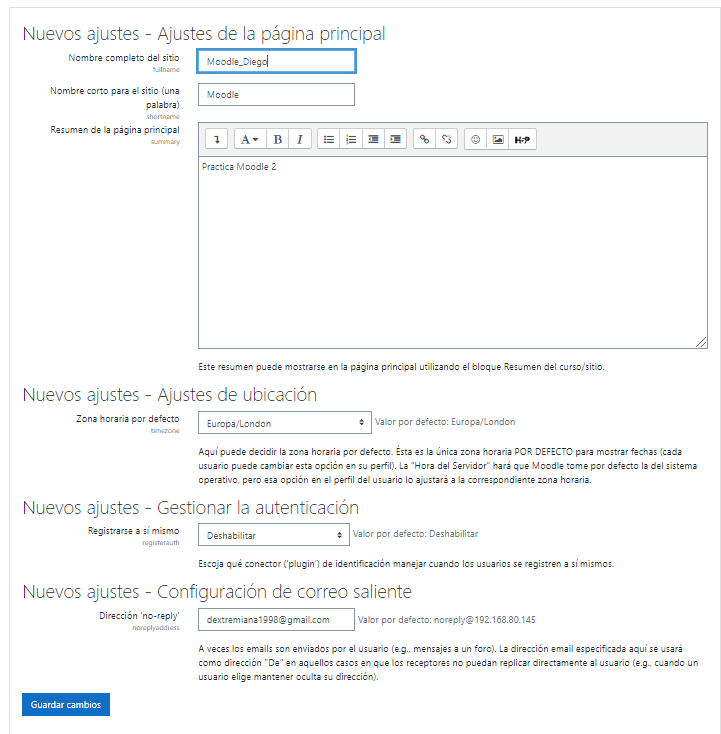 Nuevos ajustes - Ajustes de la página principal
Nombre completo del sitio
fullname
Moodle_Diego
Nombre corto para el sitio (una
palabra)
shortname
Moodle
Resumen de la página principal
summary
A B I H-P
Practica Moodle 2
Este resumen puede mostrarse en la página principal utilizando el bloque Resumen del curso/sitio.
Nuevos ajustes - Ajustes de ubicación
Zona horaria por defecto
timezone
Europa/London
Valor por defecto: Europa/London
Aquí puede decidir la zona horaria por defecto. Ésta es la única zona horaria POR DEFECTO para mostrar fechas (cada
usuario puede cambiar esta opción en su perfil). La "Hora del Servidor" hará que Moodle tome por defecto la del sistema
operativo, pero esa opción en el perfil del usuario lo ajustará a la correspondiente zona horaria.
Nuevos ajustes - Gestionar la autenticación
Registrarse a sí mismo
registerauth
Deshabilitar
Valor por defecto: Deshabilitar
Escoja qué conector ('plugin') de identificación manejar cuando los usuarios se registren a sí mismos.
Nuevos ajustes - Configuración de correo saliente
Dirección 'no-reply'
noreplyaddress
dextremiana1998@gmail.com
Valor por defecto: noreply@192.168.80.145
A veces los emails son enviados por el usuario (e.g., mensajes a un foro). La dirección email especificada aquí se usará
como dirección "De" en aquellos casos en que los receptores no puedan replicar directamente al usuario (e.g., cuando un
usuario elige mantener oculta su dirección).
Guardar cambios